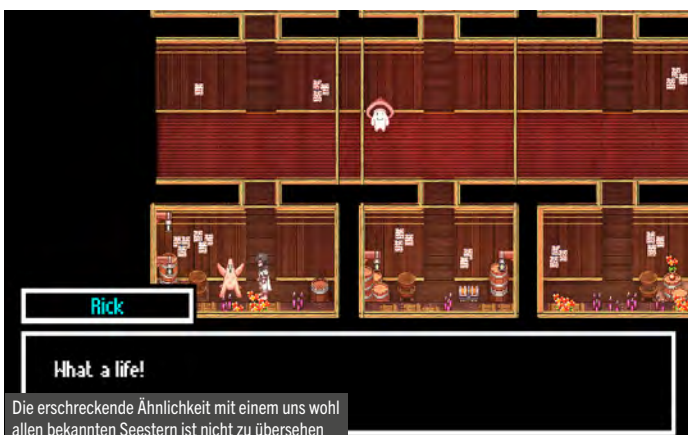 Rick
What a life!
Die erschreckende Ähnlichkeit mit einem uns wohl
allen bekannten Seestern ist nicht zu übersehen